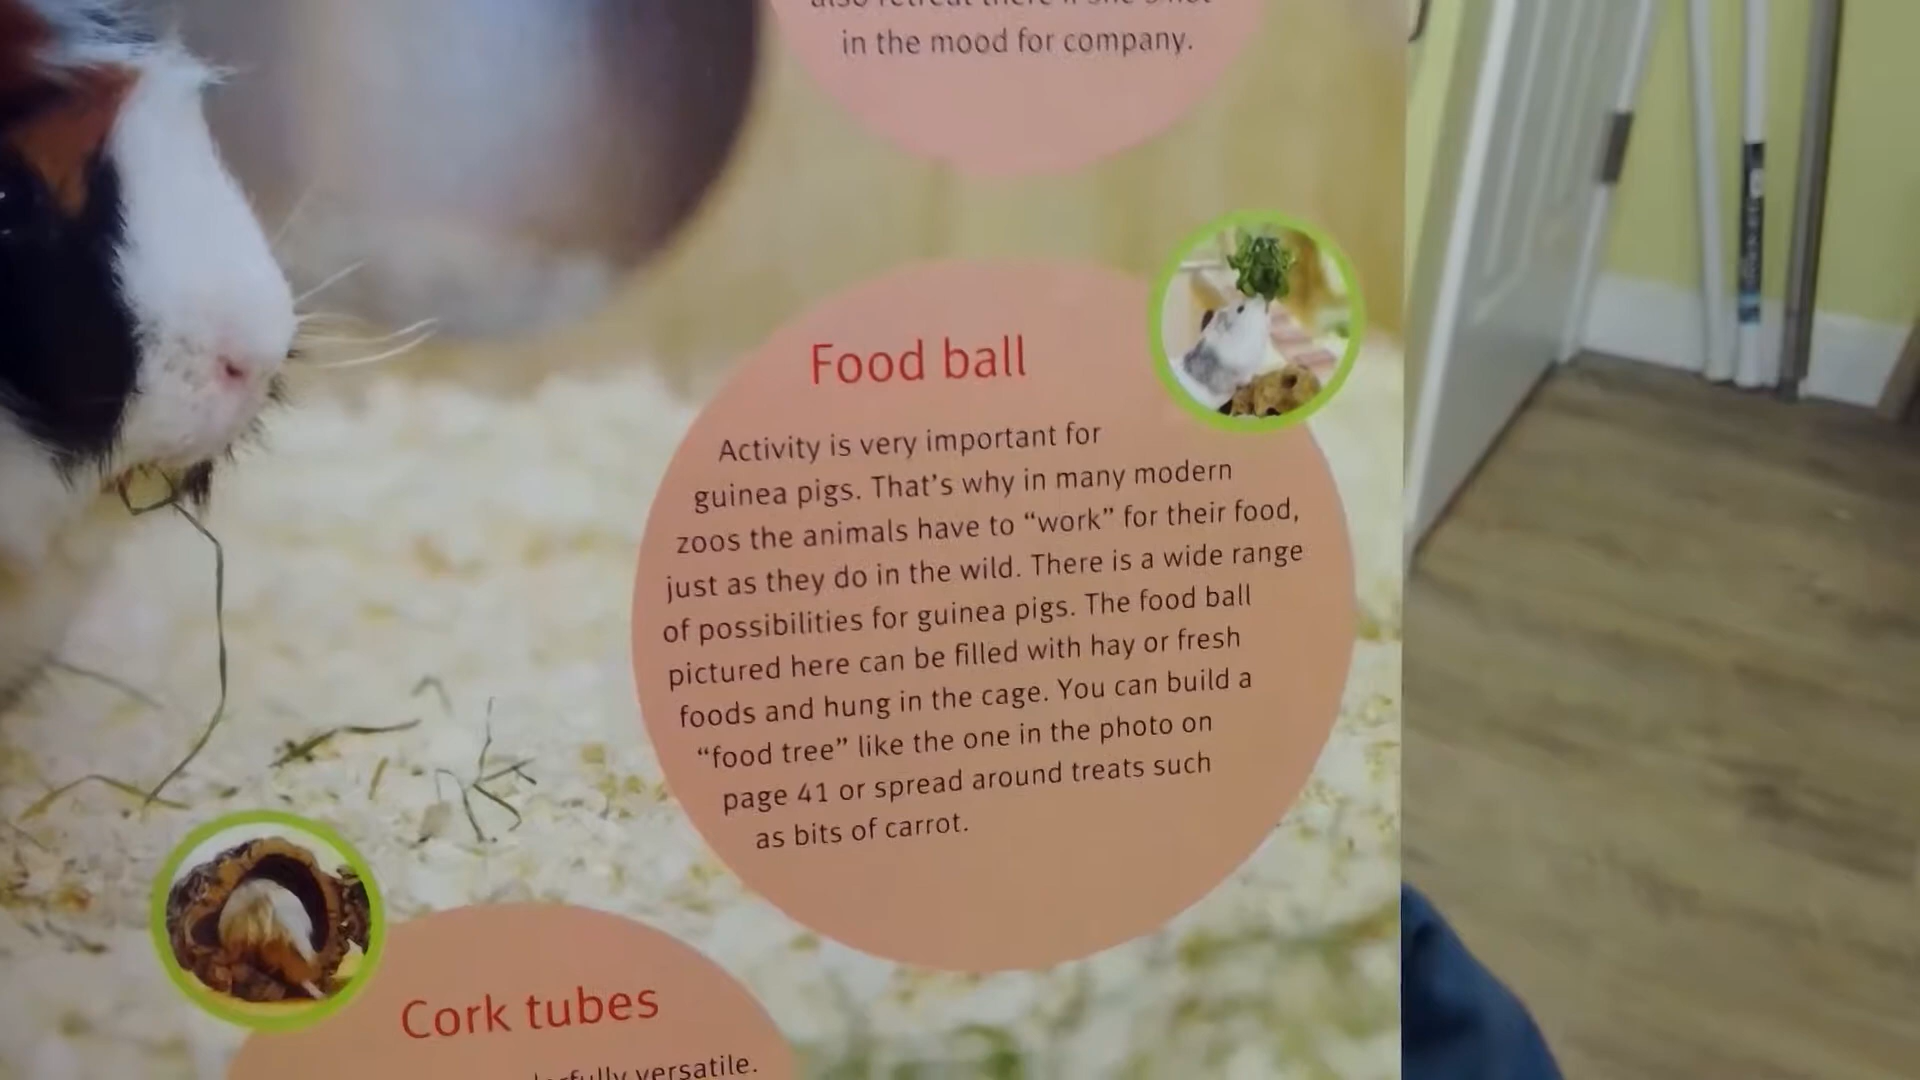 in the mood for company.
Food ball
Activity is very important for
guinea pigs. That's why in many modern
zoos the animals have to “work” for their food,
just as they do in the wild. There is a wide range
of possibilities for guinea pigs. The food ball
pictured here can be filled with hay or fresh
foods and hung in the cage. You can build a
“food tree” like the one in the photo on
page 41 or spread around treats such
as bits of carrot.
Cork tubes
versatile.